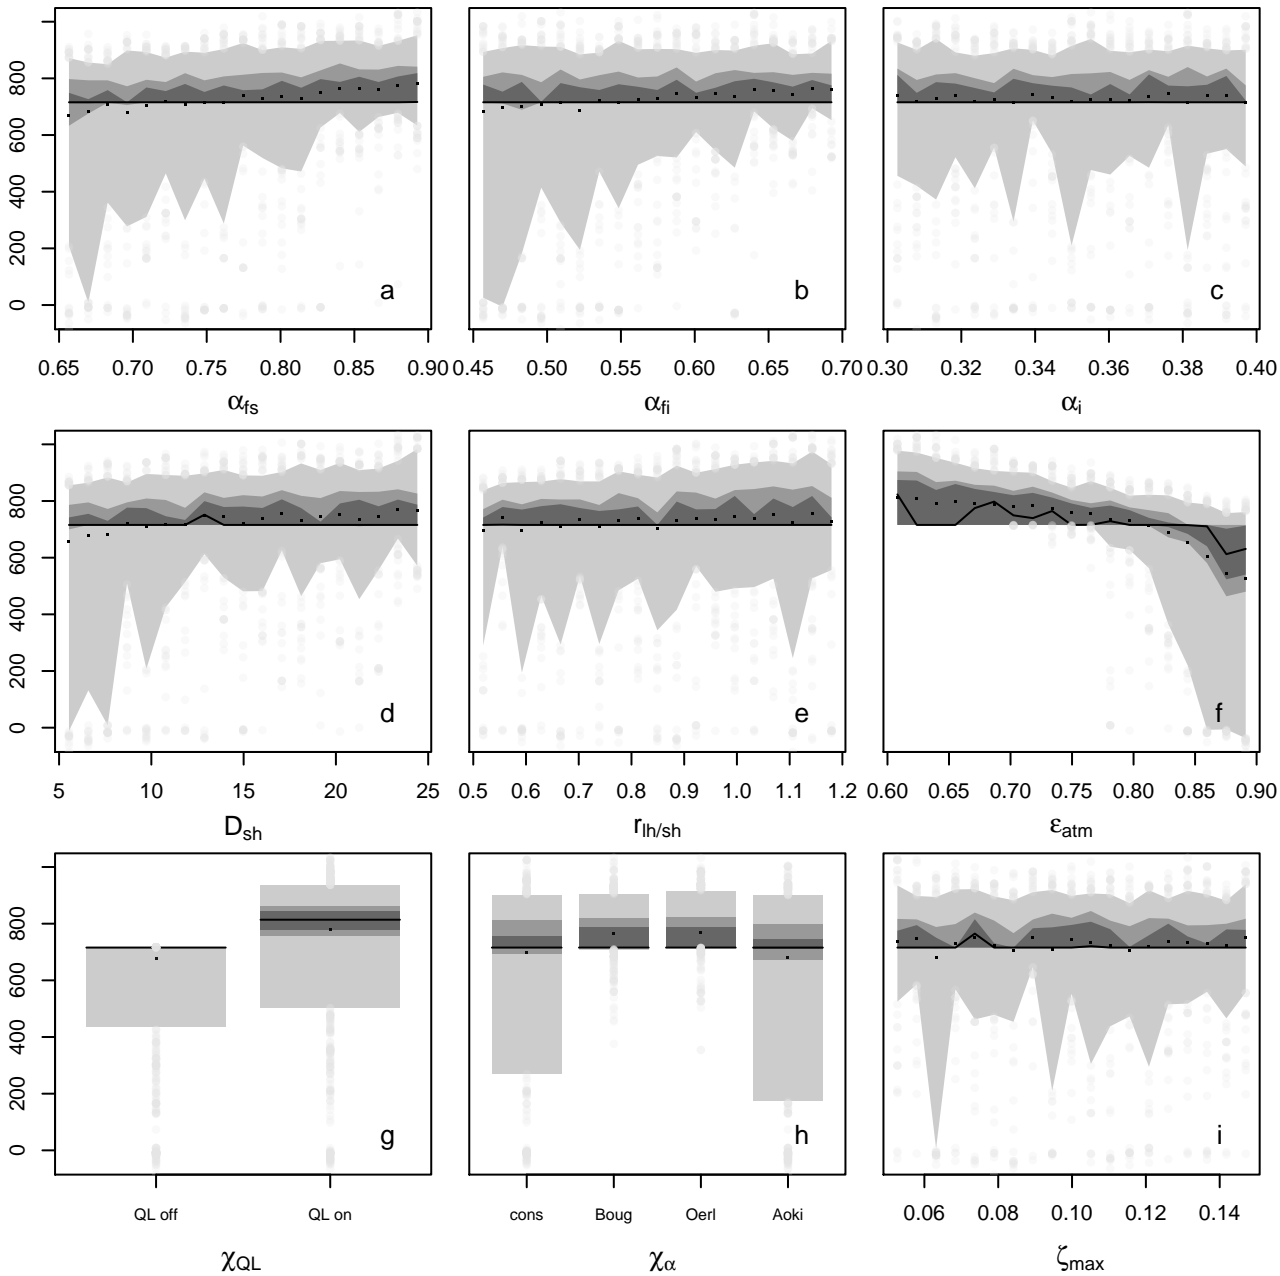 0 200 400 600 800
a
0.65 0.70 0.75 0.80 0.85 0.90
αfs
b
0.45 0.50 0.55 0.60 0.65 0.70
αfi
c
0.30 0.32 0.34 0.36 0.38 0.40
αi
0 200 400 600 800
d
5 10 15 20 25
Dsh
e
0.5 0.6 0.7 0.8 0.9 1.0 1.1 1.2
rlh/sh
f
0.60 0.65 0.70 0.75 0.80 0.85 0.90
εatm
0 200 400 600 800
g
QL off QL on
χQL
h
cons Boug Oerl Aoki
χα
i
0.06 0.08 0.10 0.12 0.14
ζmax